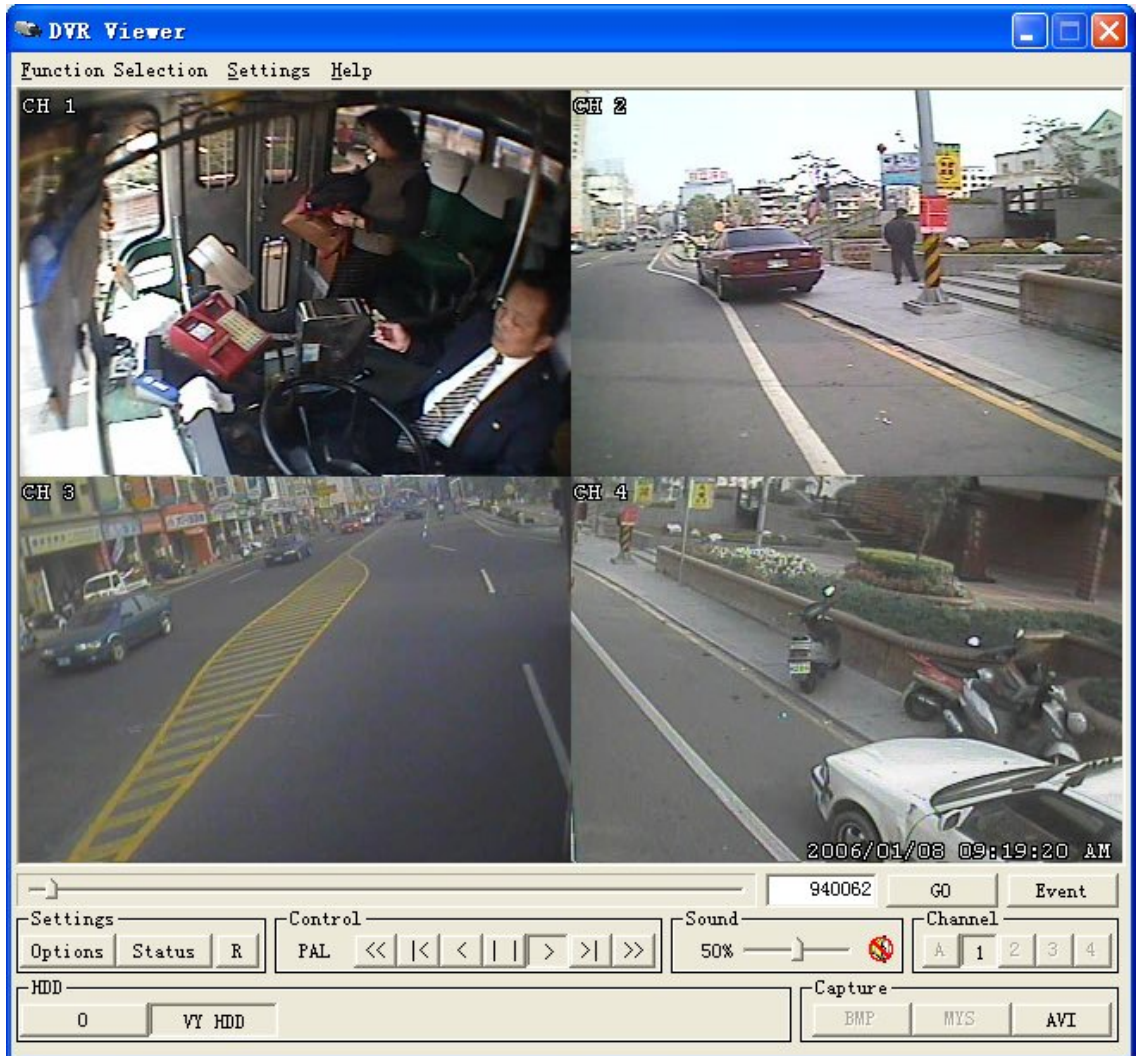 DVR Viewer
Function Selection Settings Help
CH 1
CH 2
CH 3
CH 4
2006/01/08 09:19:20 AM
940062 GO Event
Settings Control Sound Channel
Options Status R PAL << |< < || > >| >> 50% A 1 2 3 4
HDD Capture
0 VY HDD BMP MYS AVI